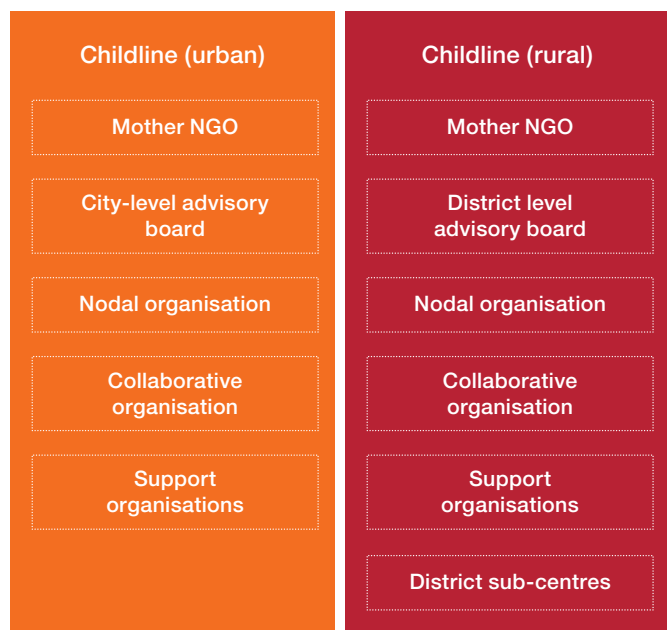 Childline (urban)
Mother NGO
City-level advisory
board
Nodal organisation
Collaborative
organisation
Support
organisations
Childline (rural)
Mother NGO
District level
advisory board
Nodal organisation
Collaborative
organisation
Support
organisations
District sub-centres